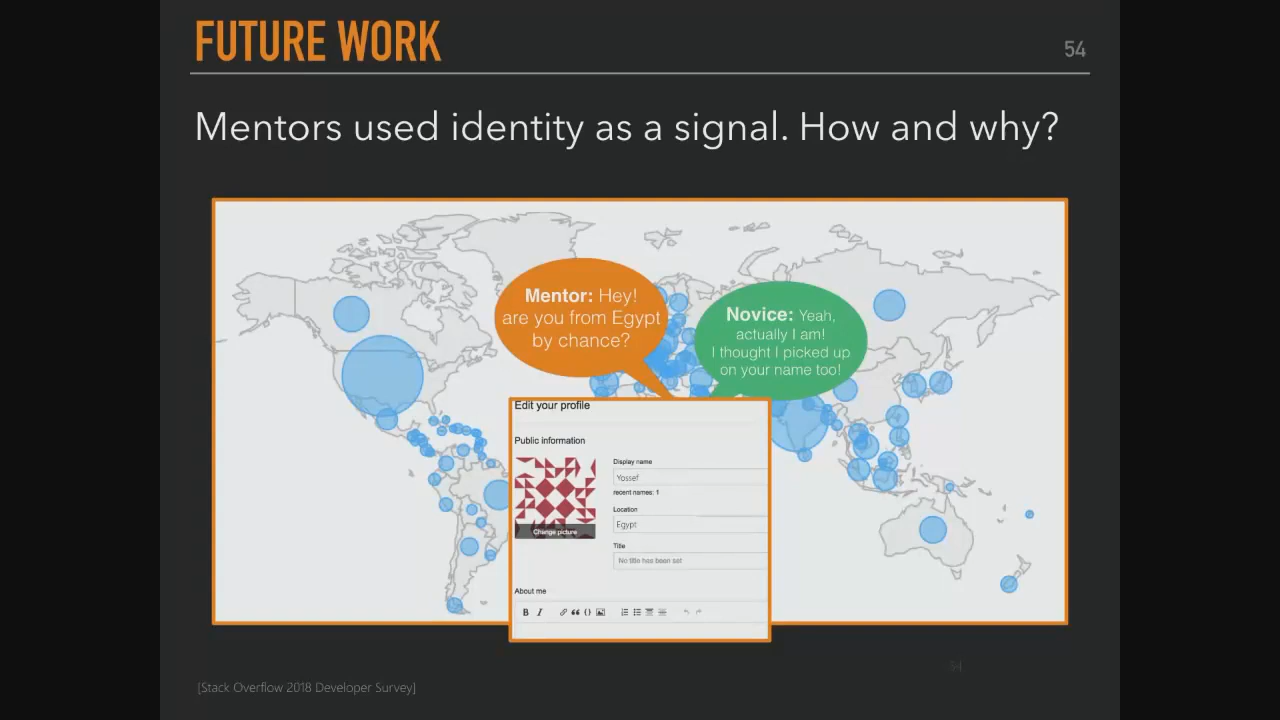 FUTURE WORK
54
Mentors used identity as a signal. How and why?
Mentor: Hey!
are you from Egypt
by chance?
Novice: Yeah,
actually I am!
I thought I picked up
on your name too!
Edit your profile
Public information
Change picture
Display name
Yossef
recent names: 1
Location
Egypt
Title
No title has been set
About me
B I
54
[Stack Overflow 2018 Developer Survey]